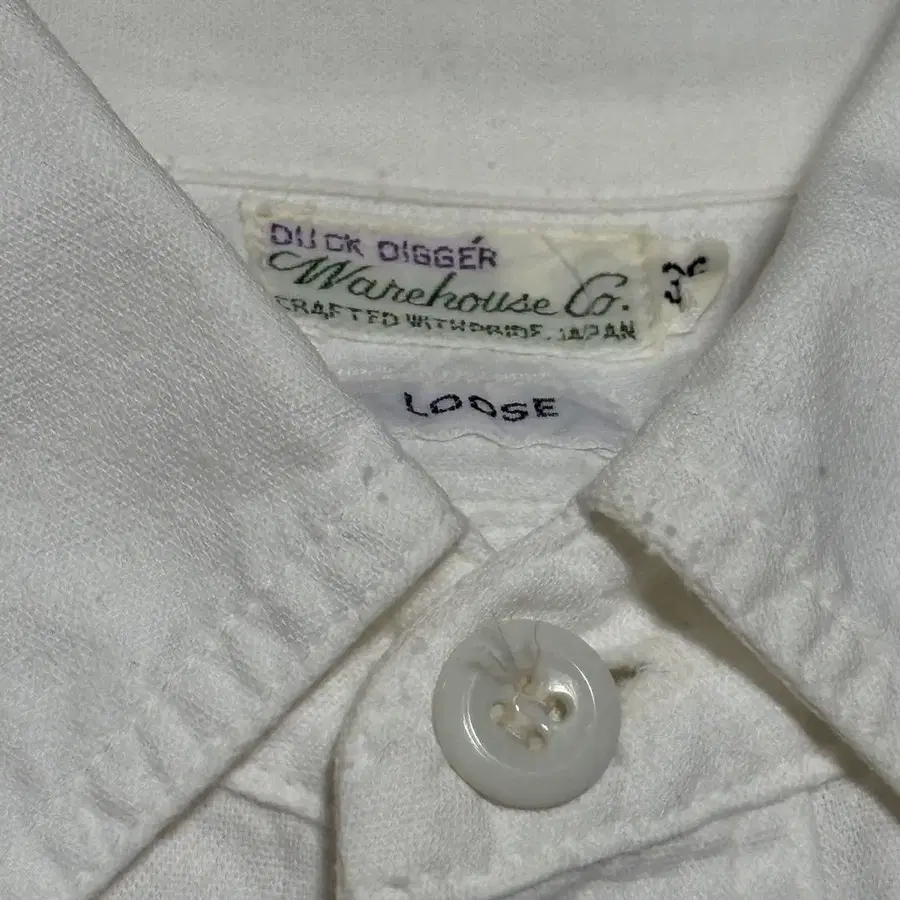 DUCK DIGGER
Warehouse Co.
CRAFTED WITH PRIDE. JAPAN
LOOSE